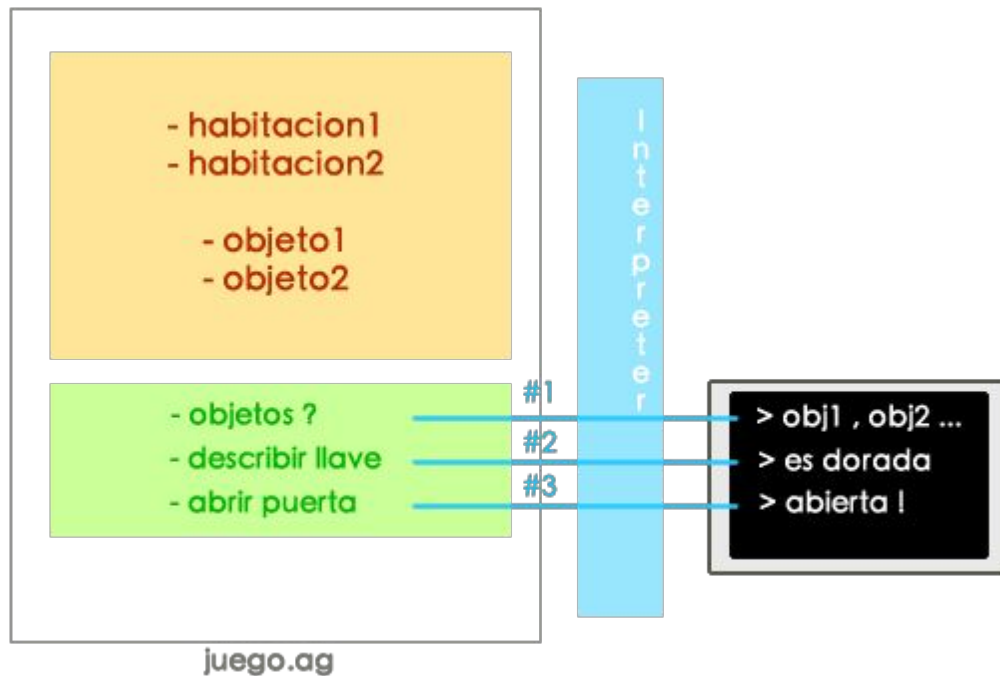 - habitacion1
- habitacion2
- objeto1
- objeto2
Interpreter
- objetos ?
- describir llave
- abrir puerta
#1
#2
#3
> obj1 , obj2 ...
> es dorada
> abierta !
juego.ag